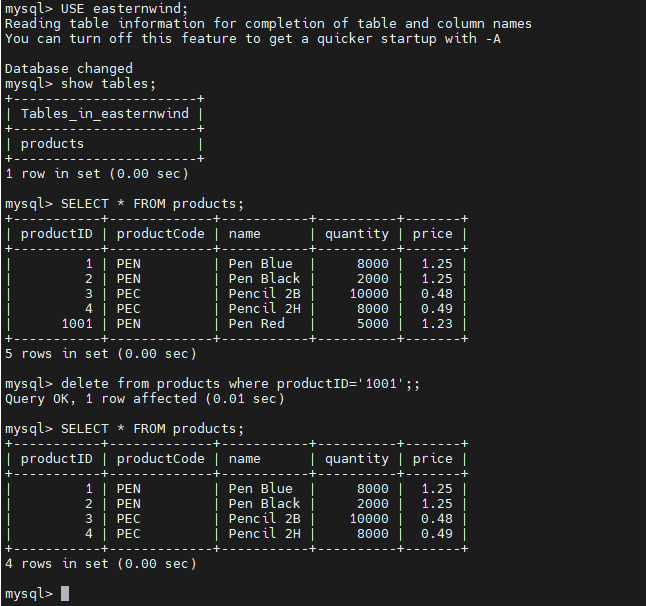 mysql> USE easternwind;
Reading table information for completion of table and column names
You can turn off this feature to get a quicker startup with -A

Database changed
mysql> show tables;
+-----------------------+
| Tables_in_easternwind |
+-----------------------+
| products              |
+-----------------------+
1 row in set (0.00 sec)

mysql> SELECT * FROM products;
+-----------+-------------+-----------+----------+-------+
| productID | productCode | name      | quantity | price |
+-----------+-------------+-----------+----------+-------+
|         1 | PEN         | Pen Blue  |     8000 |  1.25 |
|         2 | PEN         | Pen Black |     2000 |  1.25 |
|         3 | PEC         | Pencil 2B |    10000 |  0.48 |
|         4 | PEC         | Pencil 2H |     8000 |  0.49 |
|      1001 | PEN         | Pen Red   |     5000 |  1.23 |
+-----------+-------------+-----------+----------+-------+
5 rows in set (0.00 sec)

mysql> delete from products where productID='1001';;
Query OK, 1 row affected (0.01 sec)

mysql> SELECT * FROM products;
+-----------+-------------+-----------+----------+-------+
| productID | productCode | name      | quantity | price |
+-----------+-------------+-----------+----------+-------+
|         1 | PEN         | Pen Blue  |     8000 |  1.25 |
|         2 | PEN         | Pen Black |     2000 |  1.25 |
|         3 | PEC         | Pencil 2B |    10000 |  0.48 |
|         4 | PEC         | Pencil 2H |     8000 |  0.49 |
+-----------+-------------+-----------+----------+-------+
4 rows in set (0.00 sec)

mysql>